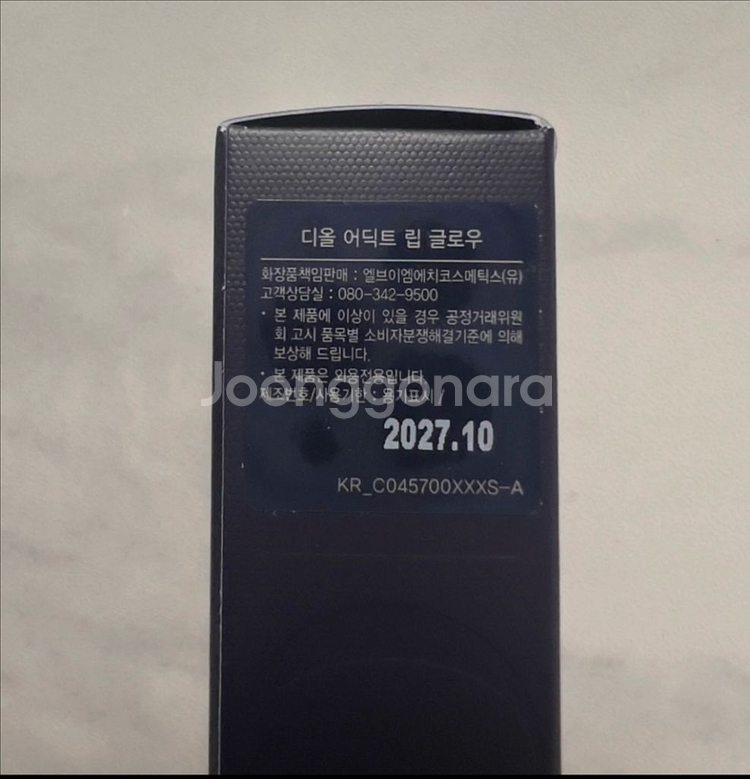 디올 어딕트 립 글로우
화장품책임판매 : 엘브이엠에치코스메틱스(유)
고객상담실 : 080-342-9500
• 본 제품에 이상이 있을 경우 공정거래위원
회 고시 품목별 소비자분쟁해결기준에 의해
보상해 드립니다.
• 본 제품은 외용전용입니다
제조번호/사용기한 : 용기표시 /
Joonggonara
2027.10
KR_C045700XXXS-A